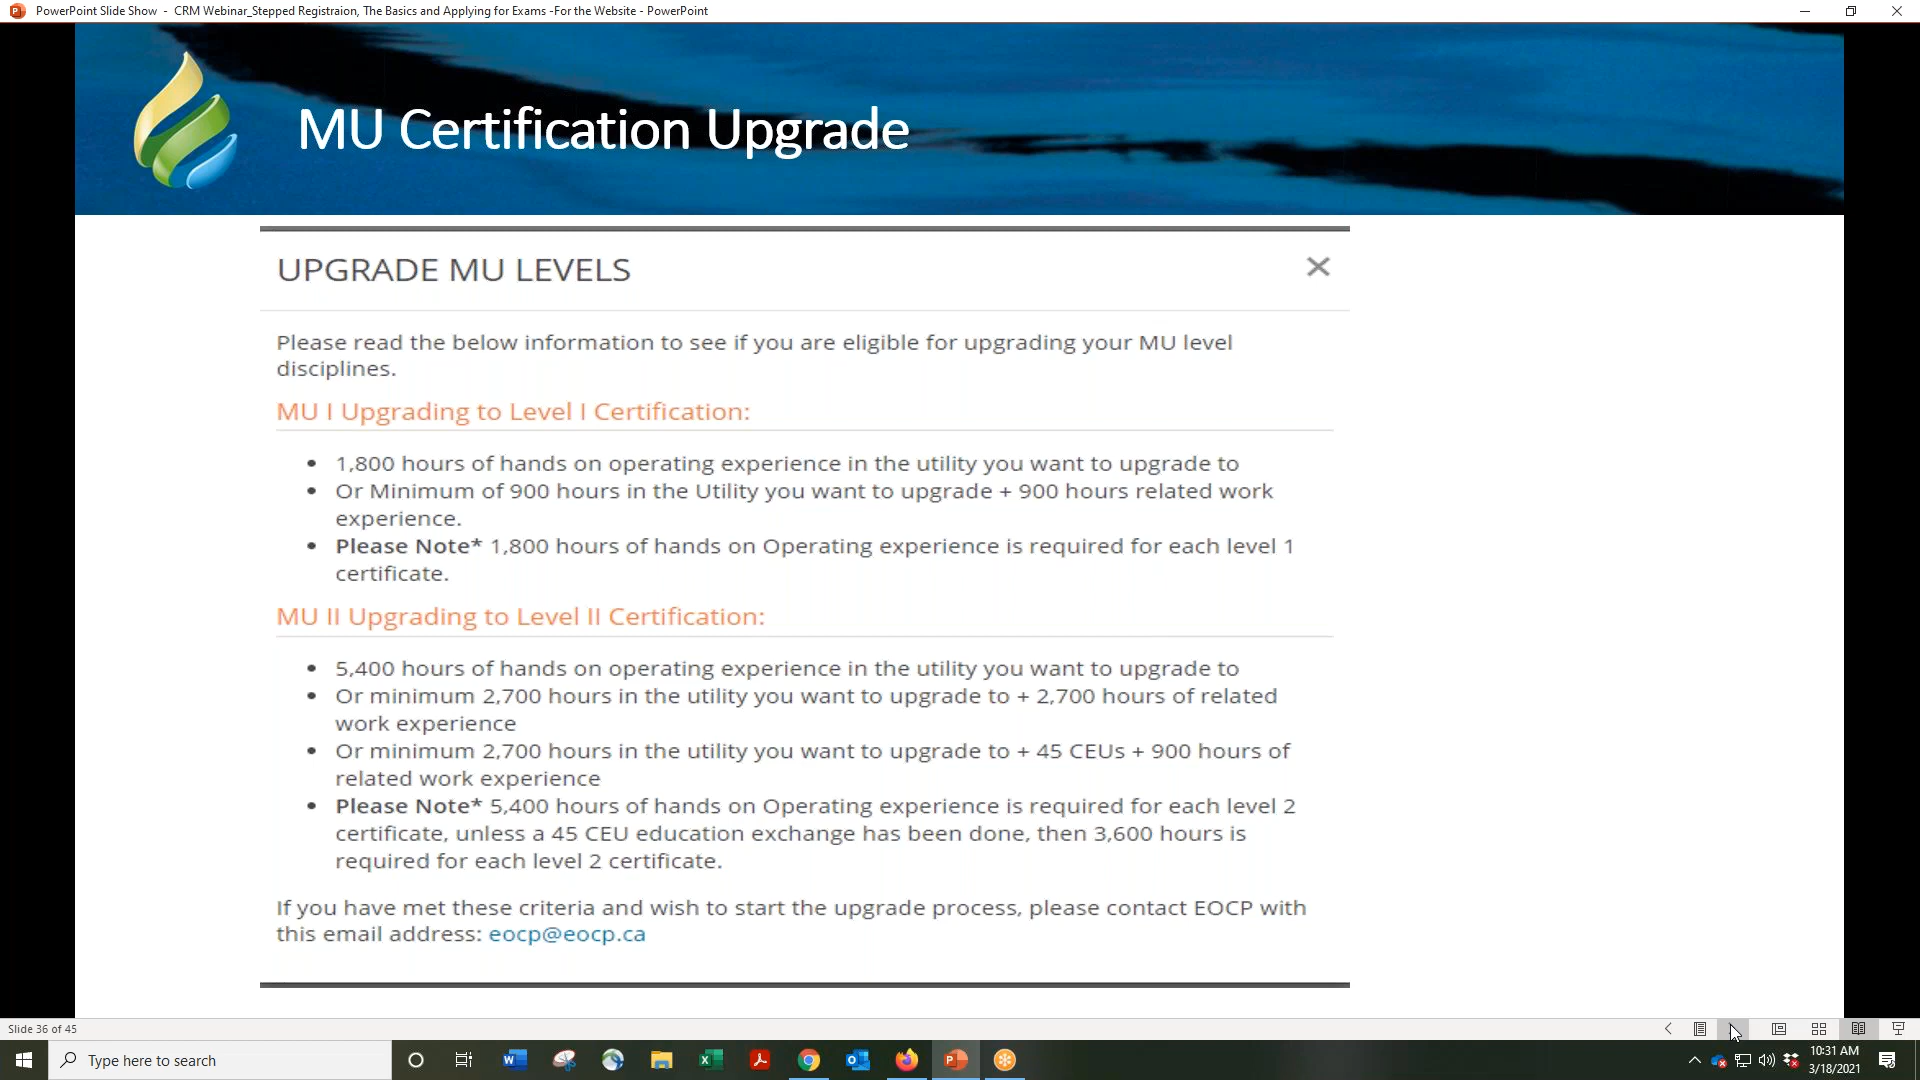 PowerPoint Slide Show - CRM Webinar_Stepped Registraion, The Basics and Applying for Exams -For the Website - PowerPoint
MU Certification Upgrade
UPGRADE MU LEVELS
Please read the below information to see if you are eligible for upgrading your MU level
disciplines.
MU I Upgrading to Level I Certification:
• 1,800 hours of hands on operating experience in the utility you want to upgrade to
• Or Minimum of 900 hours in the Utility you want to upgrade + 900 hours related work
experience.
• Please Note* 1,800 hours of hands on Operating experience is required for each level 1
certificate.
MU II Upgrading to Level II Certification:
• 5,400 hours of hands on operating experience in the utility you want to upgrade to
• Or minimum 2,700 hours in the utility you want to upgrade to + 2,700 hours of related
work experience
• Or minimum 2,700 hours in the utility you want to upgrade to + 45 CEUs + 900 hours of
related work experience
• Please Note* 5,400 hours of hands on Operating experience is required for each level 2
certificate, unless a 45 CEU education exchange has been done, then 3,600 hours is
required for each level 2 certificate.
If you have met these criteria and wish to start the upgrade process, please contact EOCP with
this email address: eocp@eocp.ca
Slide 36 of 45
Type here to search
10:31 AM
3/18/2021